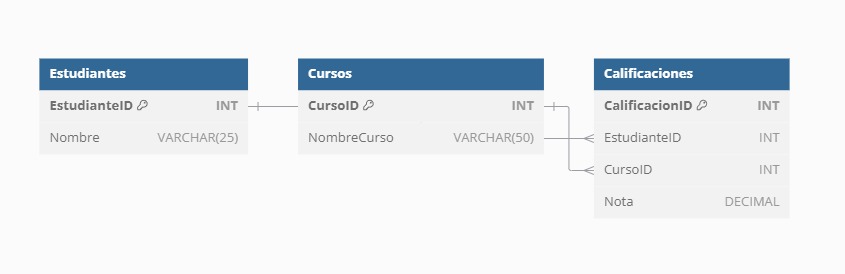 Estudiantes
EstudianteID INT
Nombre VARCHAR(25)
Cursos
CursoID INT
NombreCurso VARCHAR(50)
Calificaciones
CalificacionID INT
EstudianteID INT
CursoID INT
Nota DECIMAL